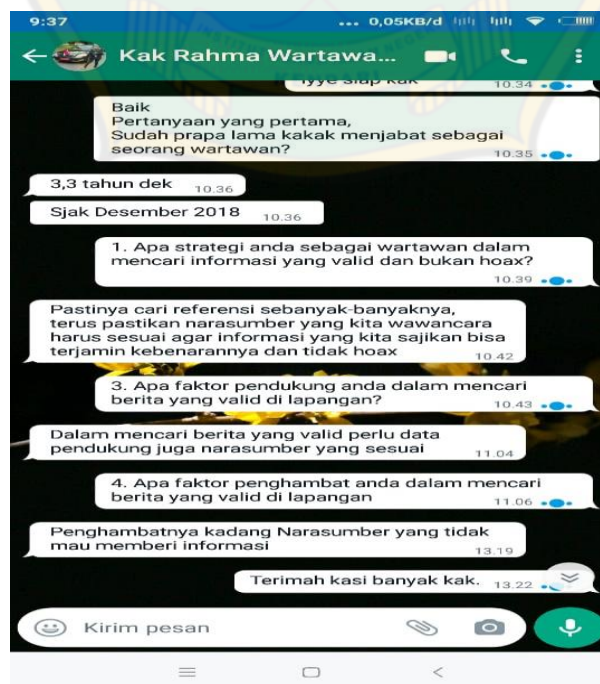 9:37
... 0,05KB/d
Kak Rahma Wartawa...
iyye siap kak
10.34
Baik
Pertanyaan yang pertama,
Sudah prapa lama kakak menjabat sebagai
seorang wartawan?
10.35
3,3 tahun dek 10.36
Sjak Desember 2018 10.36
1. Apa strategi anda sebagai wartawan dalam
mencari informasi yang valid dan bukan hoax?
10.39
Pastinya cari referensi sebanyak-banyaknya,
terus pastikan narasumber yang kita wawancara
harus sesuai agar informasi yang kita sajikan bisa
terjamin kebenarannya dan tidak hoax 10.42
3. Apa faktor pendukung anda dalam mencari
berita yang valid di lapangan? 10.43
Dalam mencari berita yang valid perlu data
pendukung juga narasumber yang sesuai 11.04
4. Apa faktor penghambat anda dalam mencari
berita yang valid di lapangan 11.06
Penghambatnya kadang Narasumber yang tidak
mau memberi informasi 13.19
Terimah kasi banyak kak. 13.22
Kirim pesan